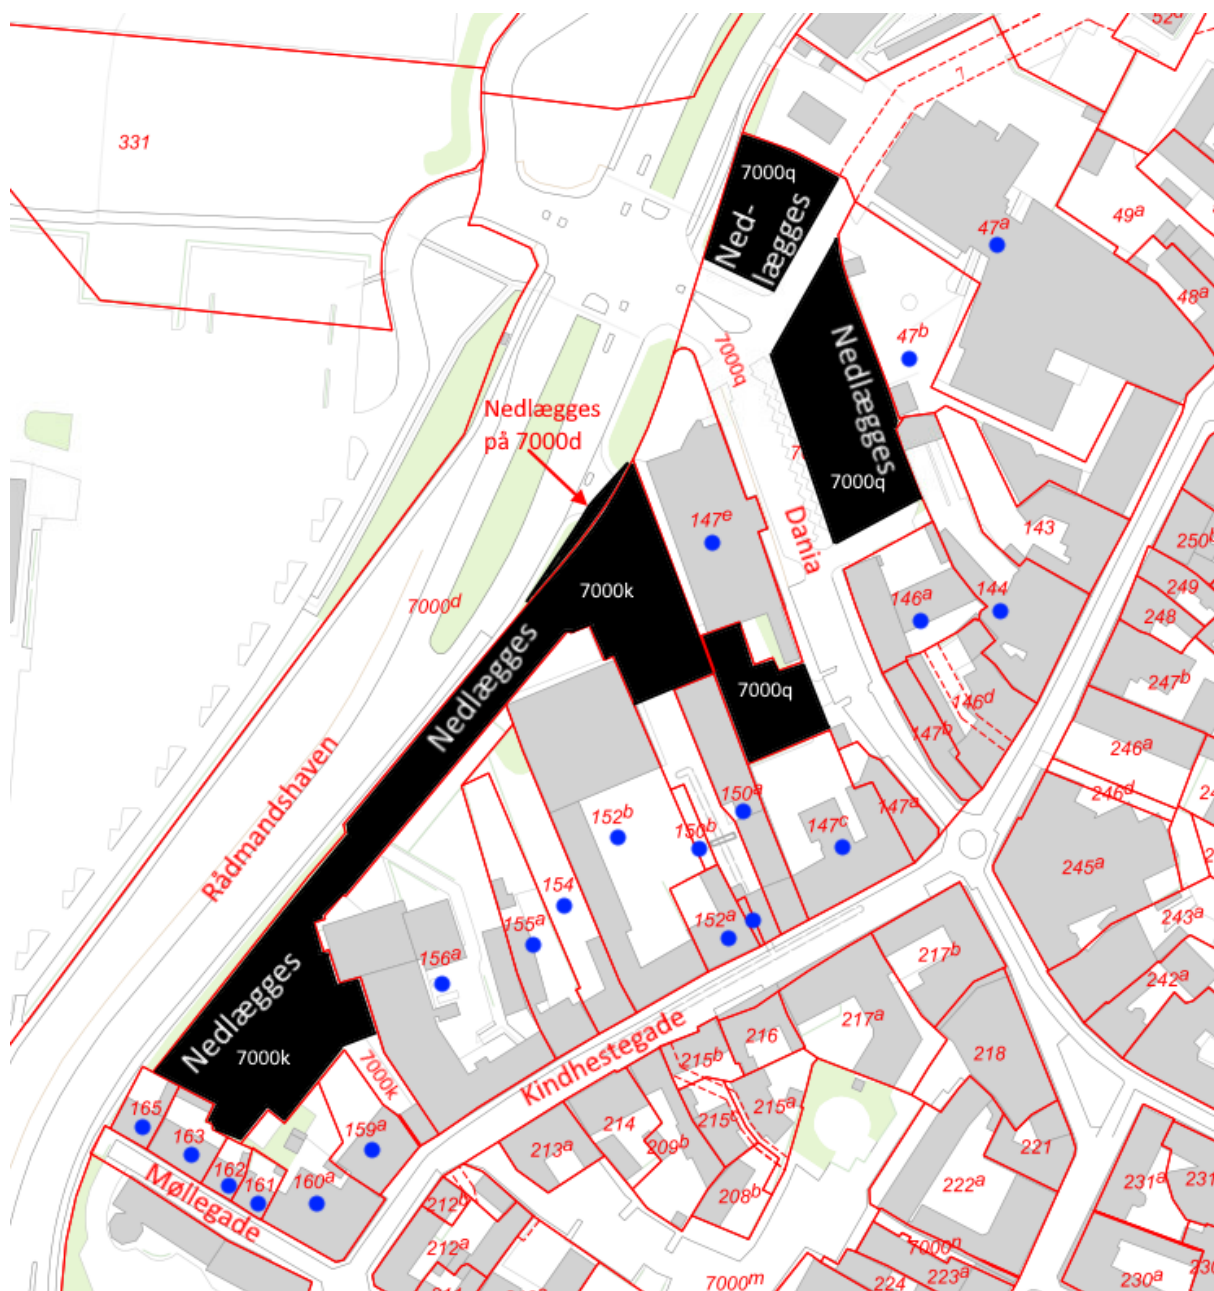 52d
7
331
7000q
Ned-
lægges
49a
47a
48a
7000q
47b
Nedlægges
Nedlægges
på 7000d
7000q
147e
Dania
143
250b
249
248
7000d
7000k
146a
144
247b
Nedlægges
7000q
146d
147b
246a
246d
Rådmandshaven
150a
147a
152b
150b
147c
245a
154
155a
152a
243a
156a
217b
242a
Nedlægges
7000k
217a
216
218
Kindhestegade
215b
7000k
165
159a
163
214
215c
215a
213a
209b
221
162
161
160a
208b
222a
231a
231
Møllegade
212b
212a
7000n
223a
224
7000m
230a